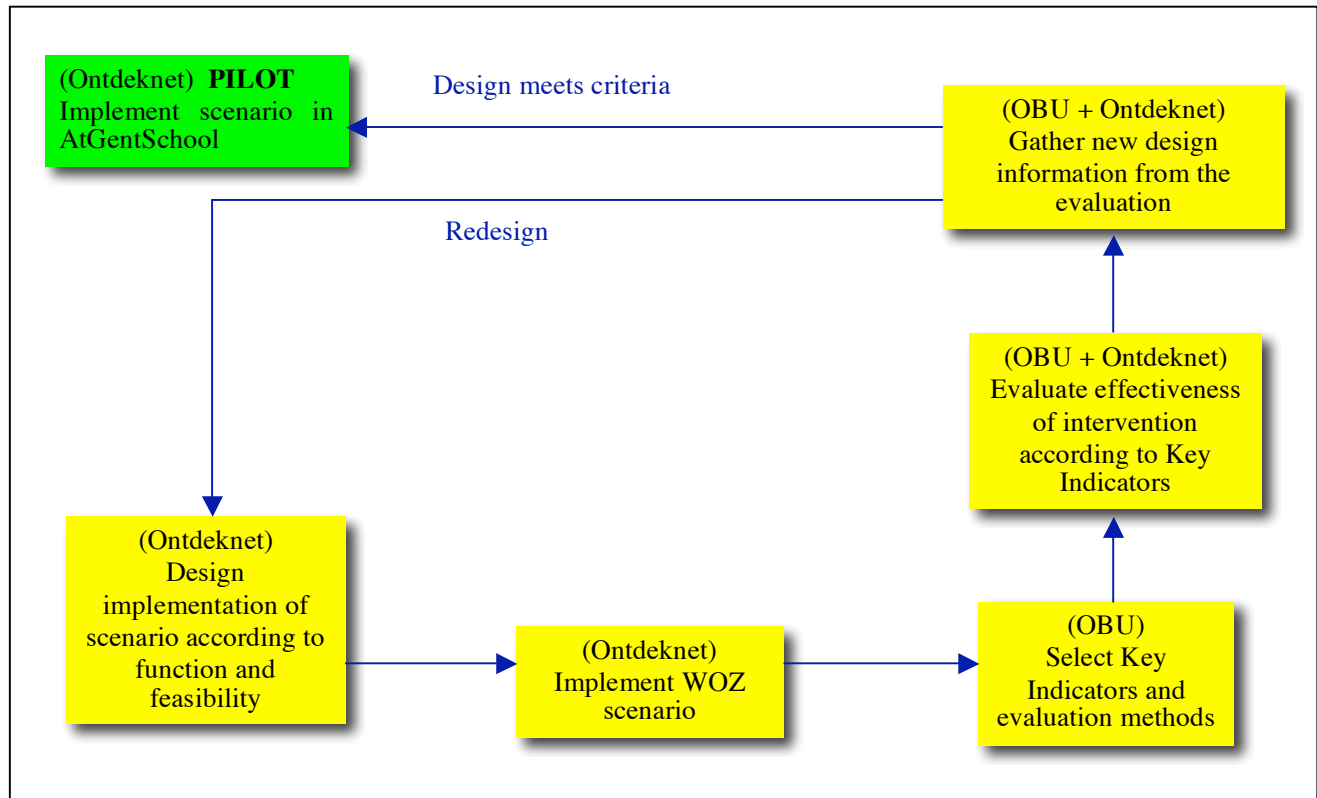 (Ontdeknet) PILOT
Implement scenario in
AtGentSchool
Design meets criteria
(OBU + Ontdeknet)
Gather new design
information from the
evaluation
Redesign
(OBU + Ontdeknet)
Evaluate effectiveness
of intervention
according to Key
Indicators
(Ontdeknet)
Design
implementation of
scenario according to
function and
feasibility
(Ontdeknet)
Implement WOZ
scenario
(OBU)
Select Key
Indicators and
evaluation methods